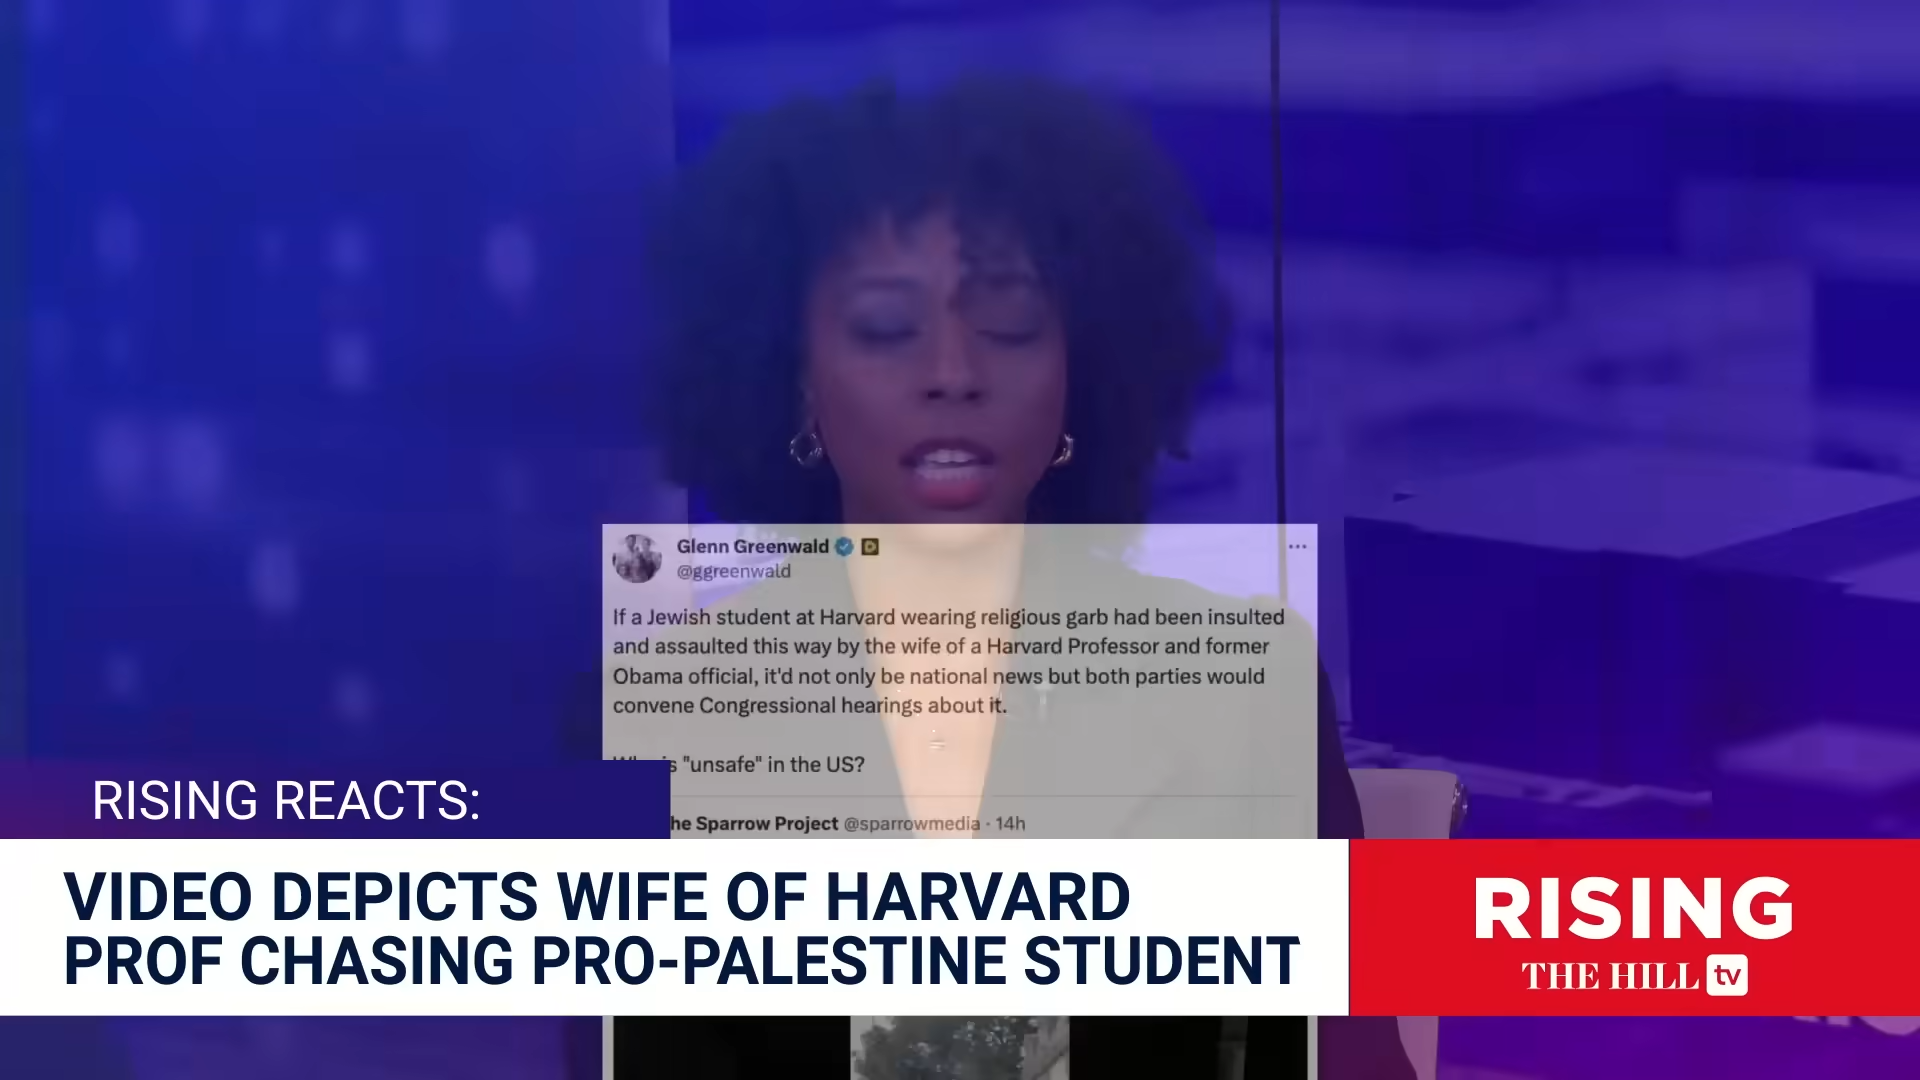 Glenn Greenwald
@ggreenwald
If a Jewish student at Harvard wearing religious garb had been insulted
and assaulted this way by the wife of a Harvard Professor and former
Obama official, it'd not only be national news but both parties would
convene Congressional hearings about it.
"unsafe" in the US?
Sparrow Project @sparrowmedia · 14h
RISING REACTS:
VIDEO DEPICTS WIFE OF HARVARD
PROF CHASING PRO-PALESTINE STUDENT
RISING
THE HILL tv